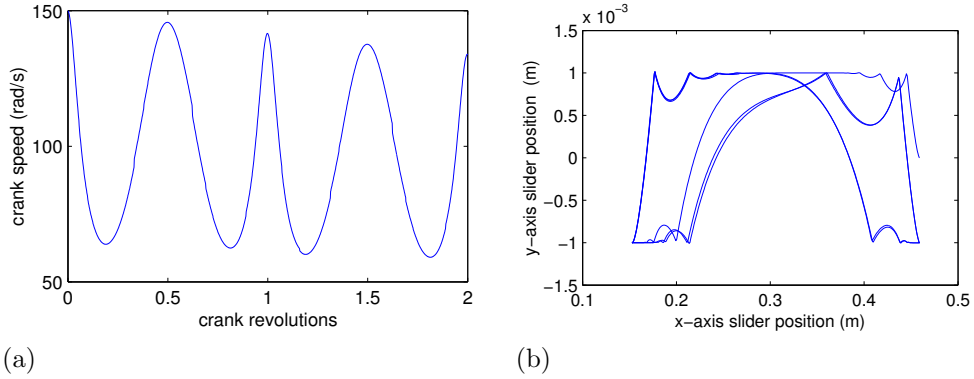 150
100
50
crank speed (rad/s)
0
0.5
1
1.5
2
crank revolutions
(a)
x 10⁻³
1.5
1
0.5
0
−0.5
−1
−1.5
y−axis slider position (m)
0.1
0.2
0.3
0.4
0.5
x−axis slider position (m)
(b)